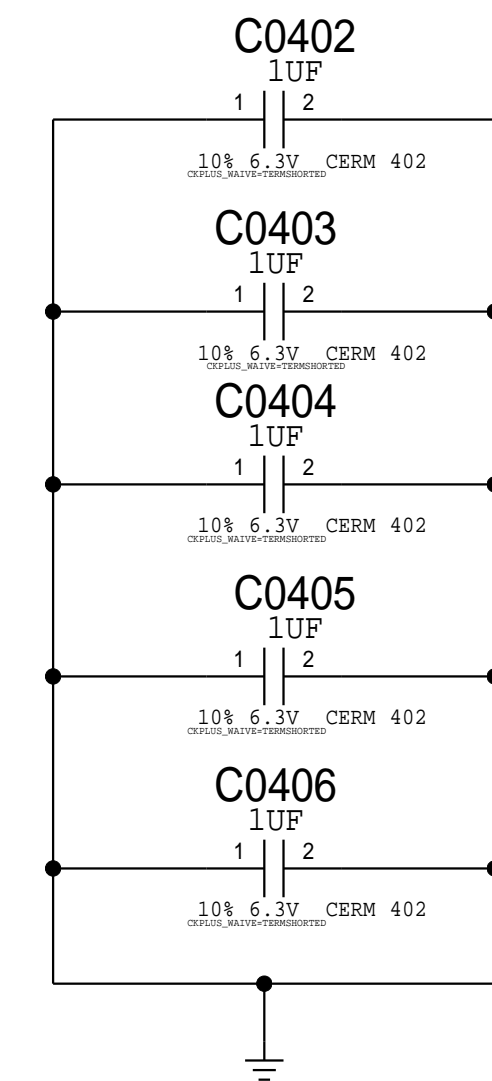 C0402
1UF
1 2
10% 6.3V CERM 402
CKPLUS_WAIVE=TERMSHORTED
C0403
1UF
1 2
10% 6.3V CERM 402
CKPLUS_WAIVE=TERMSHORTED
C0404
1UF
1 2
10% 6.3V CERM 402
CKPLUS_WAIVE=TERMSHORTED
C0405
1UF
1 2
10% 6.3V CERM 402
CKPLUS_WAIVE=TERMSHORTED
C0406
1UF
1 2
10% 6.3V CERM 402
CKPLUS_WAIVE=TERMSHORTED